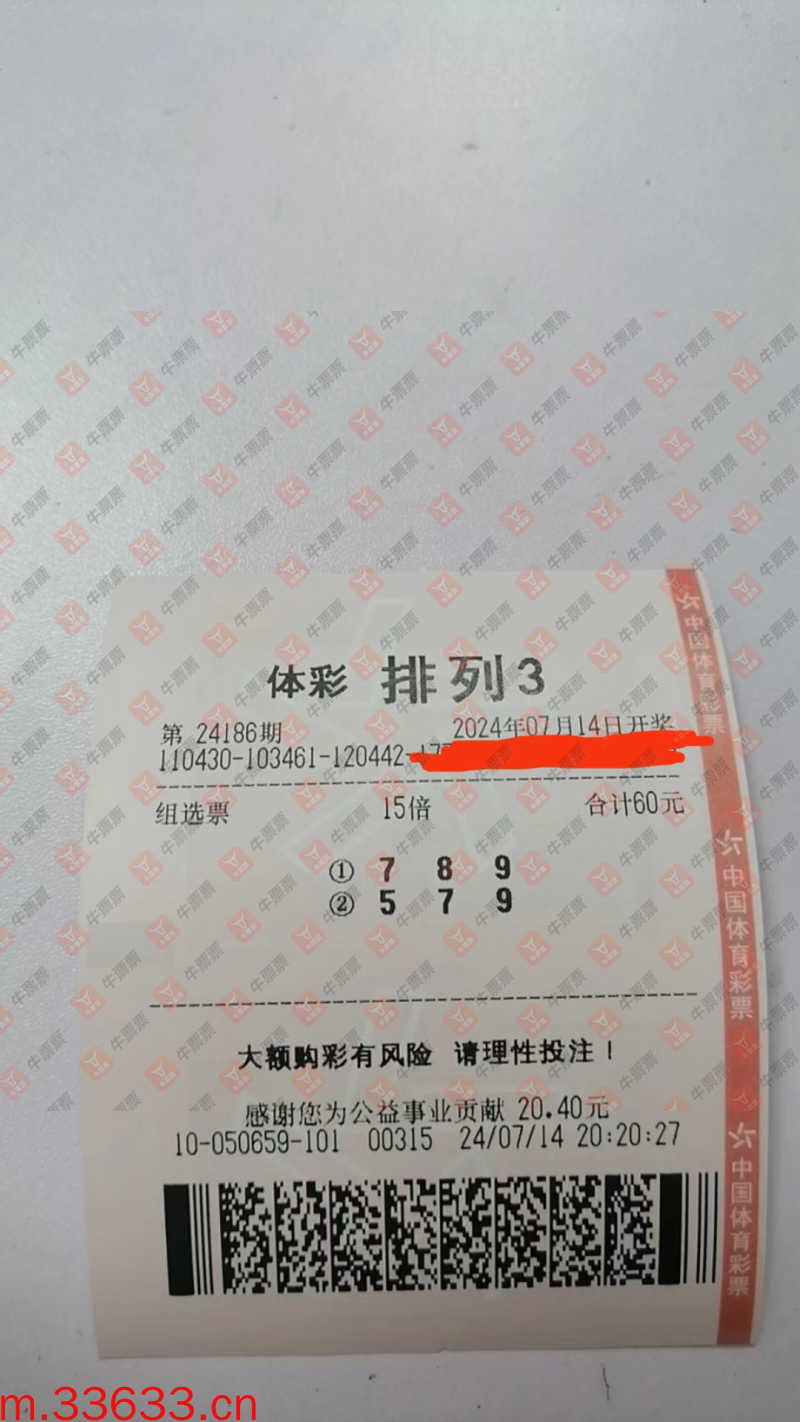 体彩 排列3
第 24186期 2024年07月14日开奖
110430-103461-120442-
组选票 15倍 合计60元
① 7 8 9
② 5 7 9
大额购彩有风险 请理性投注！
感谢您为公益事业贡献 20.40元
10-050659-101 00315 24/07/14 20:20:27
中国体育彩票
中国体育彩票
中国体育彩票
牛票票
m.33633.cn